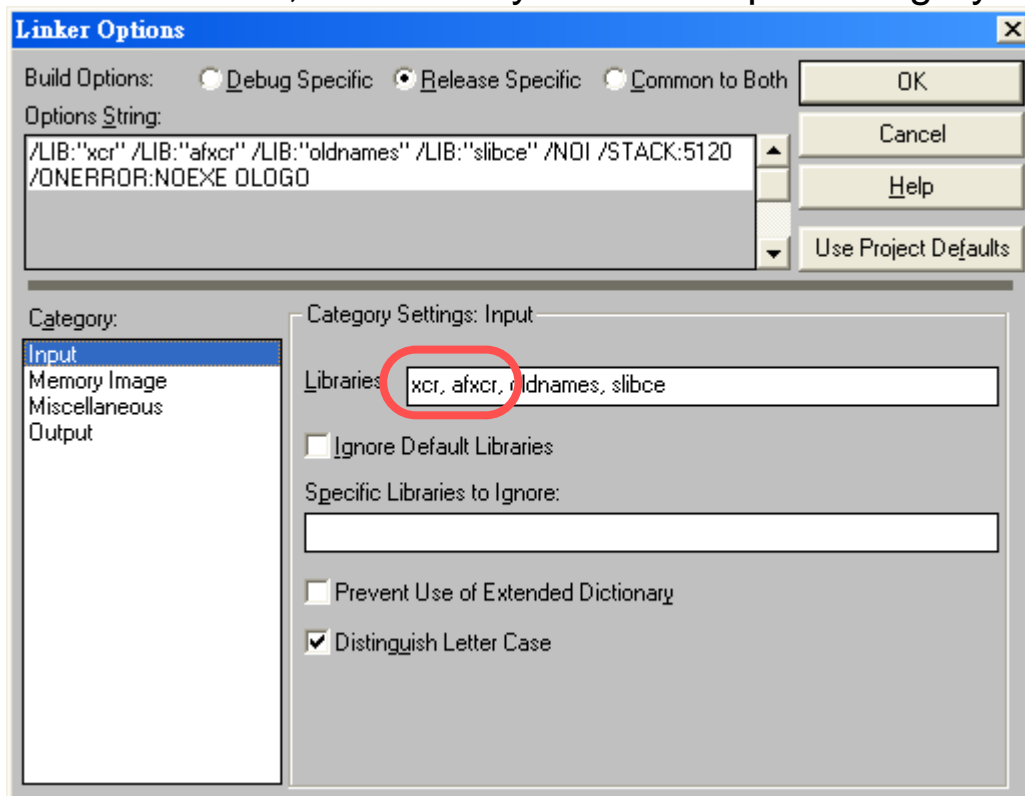 Linker Options
Build Options: Debug Specific Release Specific Common to Both OK
Options String: Cancel
/LIB:"xcr" /LIB:"afxcr" /LIB:"oldnames" /LIB:"slibce" /NOI /STACK:5120
/ONERROR:NOEXE OLOGO
Help
Use Project Defaults
Category: Category Settings: Input
Input
Memory Image
Miscellaneous
Output
Libraries xcr, afxcr, oldnames, slibce
Ignore Default Libraries
Specific Libraries to Ignore:
Prevent Use of Extended Dictionary
Distinguish Letter Case